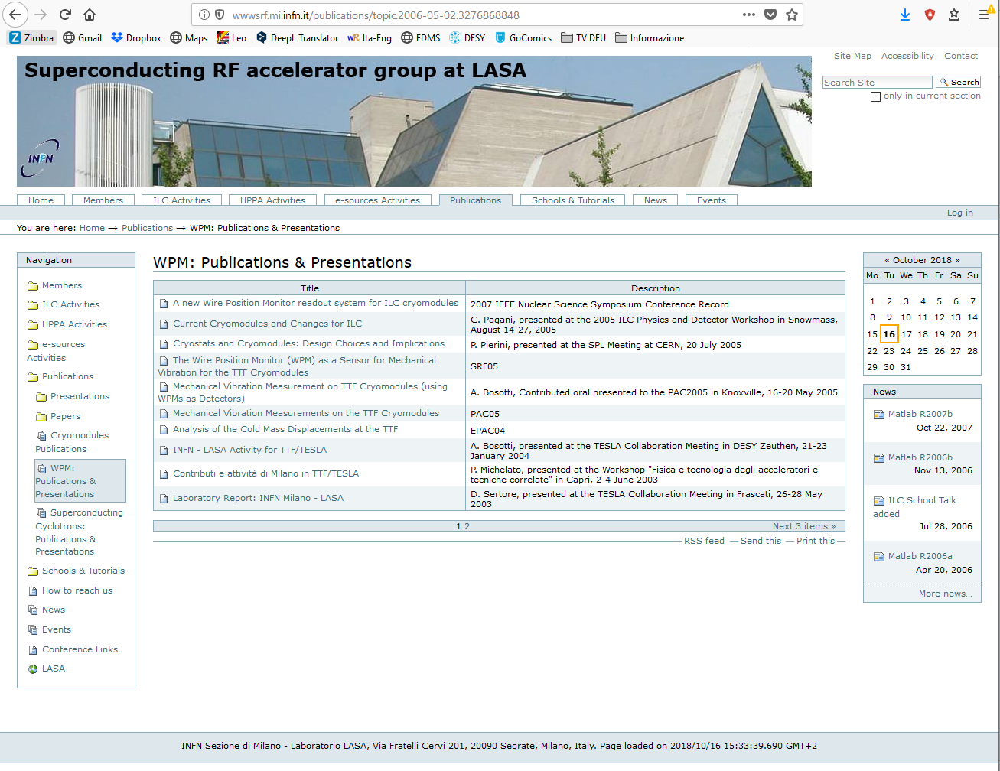 wwwsrf.mi.infn.it/publications/topic.2006-05-02.3276868848
Zimbra Gmail Dropbox Maps Leo DeepL Translator Ita-Eng EDMS DESY GoComics TV DEU Informazione
Site Map Accessibility Contact
Superconducting RF accelerator group at LASA
Search Site Search
only in current section
INFN
Home Members ILC Activities HPPA Activities e-sources Activities Publications Schools & Tutorials News Events
Log in
You are here: Home → Publications → WPM: Publications & Presentations
Navigation
Members
ILC Activities
HPPA Activities
e-sources
Activities
Publications
Presentations
Papers
Cryomodules
Publications
WPM:
Publications &
Presentations
Superconducting
Cyclotrons:
Publications &
Presentations
Schools & Tutorials
How to reach us
News
Events
Conference Links
LASA
WPM: Publications & Presentations
Title Description
A new Wire Position Monitor readout system for ILC cryomodules
2007 IEEE Nuclear Science Symposium Conference Record
Current Cryomodules and Changes for ILC
C. Pagani, presented at the 2005 ILC Physics and Detector Workshop in Snowmass,
August 14-27, 2005
Cryostats and Cryomodules: Design Choices and Implications
P. Pierini, presented at the SPL Meeting at CERN, 20 July 2005
The Wire Position Monitor (WPM) as a Sensor for Mechanical
Vibration for the TTF Cryomodules
SRF05
Mechanical Vibration Measurement on TTF Cryomodules (using
WPMs as Detectors)
A. Bosotti, Contributed oral presented to the PAC2005 in Knoxville, 16-20 May 2005
Mechanical Vibration Measurements on the TTF Cryomodules
PAC05
Analysis of the Cold Mass Displacements at the TTF
EPAC04
INFN - LASA Activity for TTF/TESLA
A. Bosotti, presented at the TESLA Collaboration Meeting in DESY Zeuthen, 21-23
January 2004
Contributi e attività di Milano in TTF/TESLA
P. Michelato, presented at the Workshop "Fisica e tecnologia degli acceleratori e
tecniche correlate" in Capri, 2-4 June 2003
Laboratory Report: INFN Milano - LASA
D. Sertore, presented at the TESLA Collaboration Meeting in Frascati, 26-28 May
2003
1 2 Next 3 items »
RSS feed — Send this — Print this —
« October 2018 »
Mo Tu We Th Fr Sa Su
1 2 3 4 5 6 7
8 9 10 11 12 13 14
15 16 17 18 19 20 21
22 23 24 25 26 27 28
29 30 31
News
Matlab R2007b
Oct 22, 2007
Matlab R2006b
Nov 13, 2006
ILC School Talk
added
Jul 28, 2006
Matlab R2006a
Apr 20, 2006
More news...
INFN Sezione di Milano - Laboratorio LASA, Via Fratelli Cervi 201, 20090 Segrate, Milano, Italy. Page loaded on 2018/10/16 15:33:39.690 GMT+2